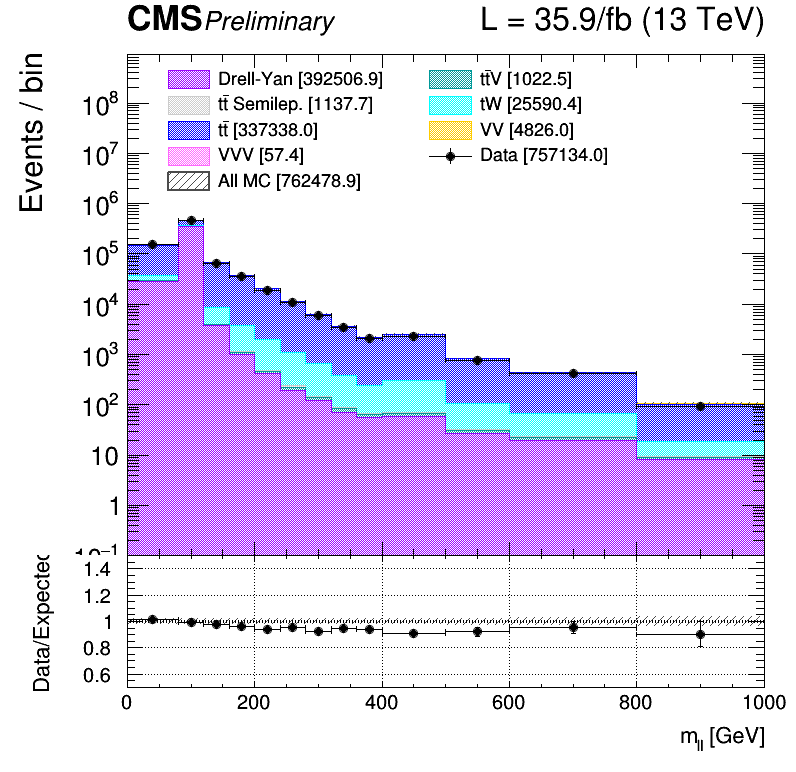 CMS Preliminary L = 35.9/fb (13 TeV)
Events / bin
Drell-Yan [392506.9]
tt̄V [1022.5]
tt̄ Semilep. [1137.7]
tW [25590.4]
tt̄ [337338.0]
VV [4826.0]
VVV [57.4]
Data [757134.0]
All MC [762478.9]
10⁸
10⁷
10⁶
10⁵
10⁴
10³
10²
10
1
10⁻¹
Data/Expected
1.4
1.2
1
0.8
0.6
0 200 400 600 800 1000
m_ll [GeV]